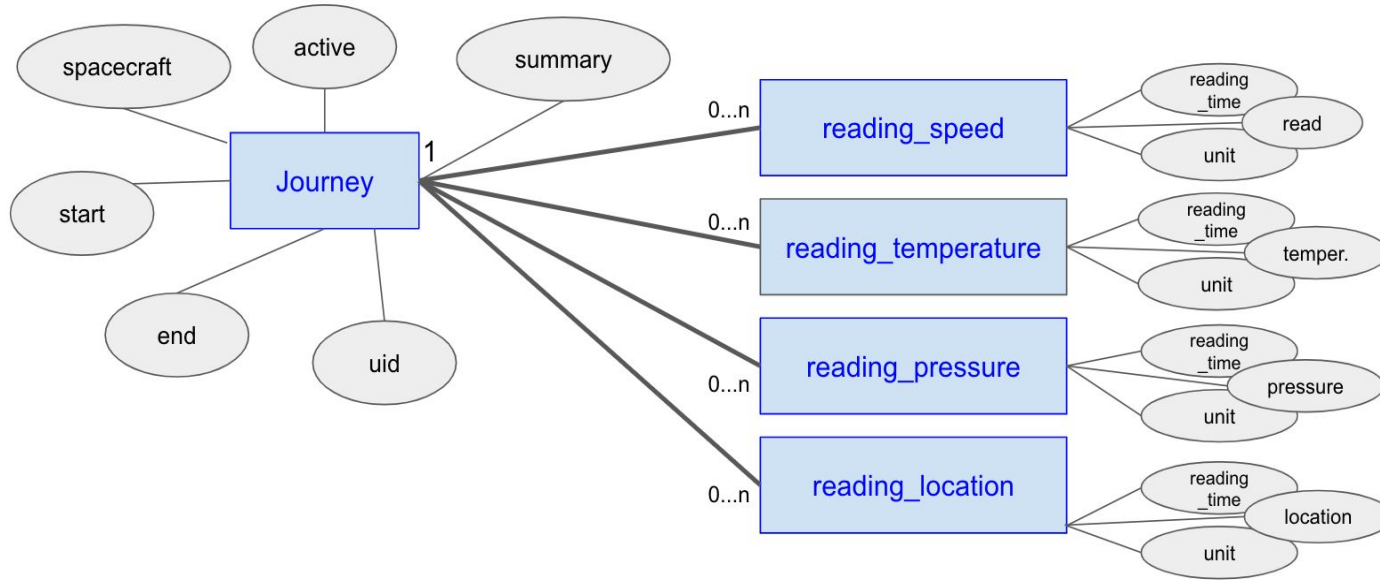 active
summary
spacecraft
Journey
1
start
end
uid
0...n
reading_speed
reading
_time
read
unit
0...n
reading_temperature
reading
_time
temper.
unit
0...n
reading_pressure
reading
_time
pressure
unit
0...n
reading_location
reading
_time
location
unit